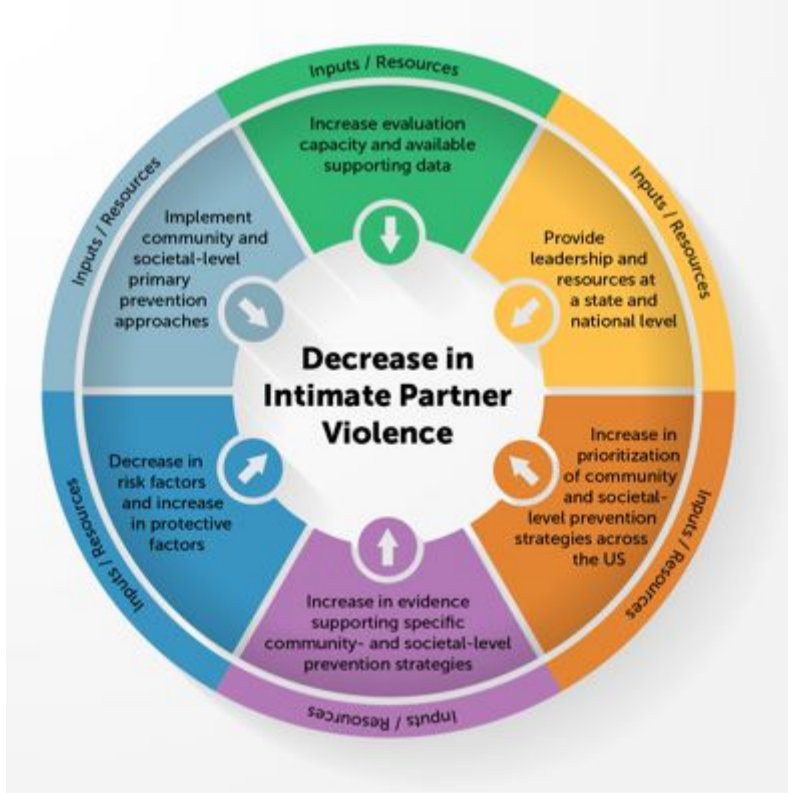 Inputs / Resources
Increase evaluation
capacity and available
supporting data
Inputs / Resources
Provide
leadership and
resources at
a state and
national level
Inputs / Resources
Increase in
prioritization
of community
and societal-
level prevention
strategies across
the US
Inputs / Resources
Increase in evidence
supporting specific
community- and societal-level
prevention strategies
Inputs / Resources
Decrease in
risk factors
and increase
in protective
factors
Inputs / Resources
Implement
community and
societal-level
primary
prevention
approaches
Decrease in
Intimate Partner
Violence